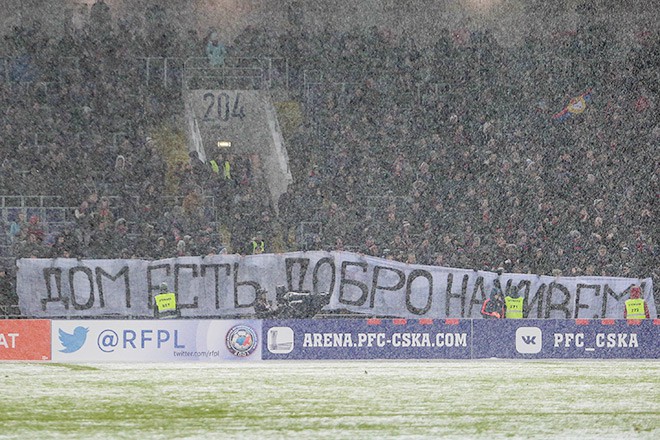 204
ДОМ ЕСТЬ ДОБРО НАЖИВЕМ
@RFPL
twitter.com/rfpl
ARENA.PFC-CSKA.COM
PFC_CSKA